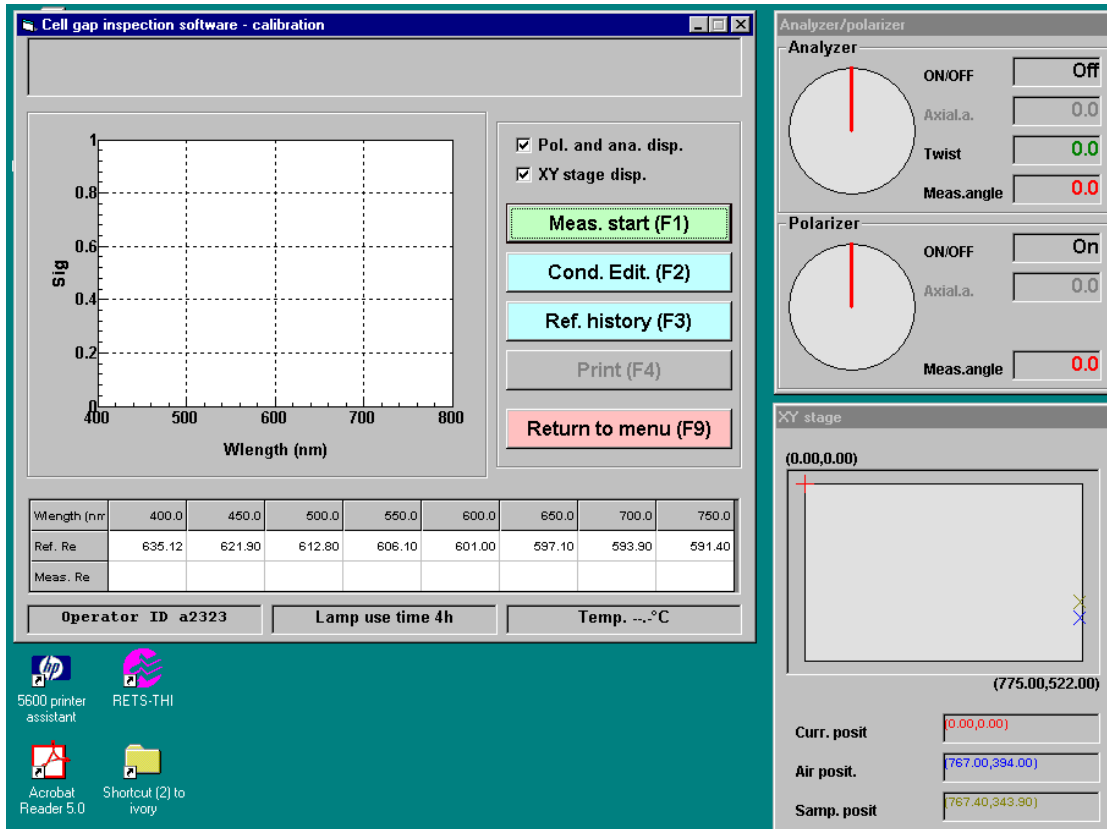 Cell gap inspection software - calibration
1
0.8
0.6
0.4
0.2
0
Sig
400 500 600 700 800
Wlength (nm)
Pol. and ana. disp.
XY stage disp.
Meas. start (F1)
Cond. Edit. (F2)
Ref. history (F3)
Print (F4)
Return to menu (F9)
Wlength (nm 400.0 450.0 500.0 550.0 600.0 650.0 700.0 750.0
Ref. Re 635.12 621.90 612.80 606.10 601.00 597.10 593.90 591.40
Meas. Re
Operator ID a2323 Lamp use time 4h Temp. --.-°C
Analyzer/polarizer
Analyzer
ON/OFF Off
Axial.a. 0.0
Twist 0.0
Meas.angle 0.0
Polarizer
ON/OFF On
Axial.a. 0.0
Meas.angle 0.0
XY stage
(0.00,0.00)
(775.00,522.00)
Curr. posit (0.00,0.00)
Air posit. (767.00,394.00)
Samp. posit (767.40,343.90)
hp
5600 printer
assistant
RETS-THI
Acrobat
Reader 5.0
Shortcut (2) to
ivory